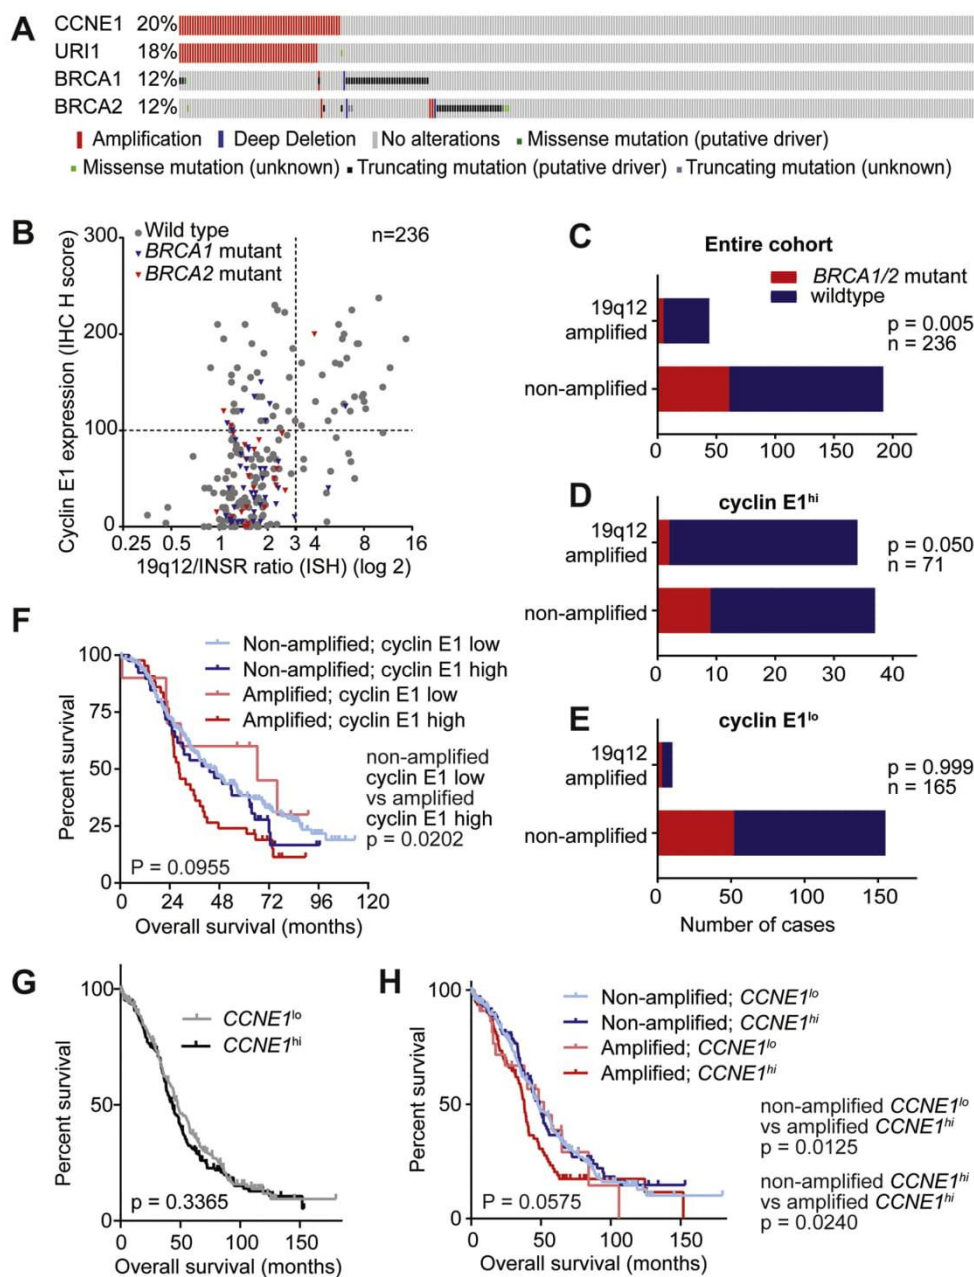 A
CCNE1 20%
URI1 18%
BRCA1 12%
BRCA2 12%
Amplification Deep Deletion No alterations Missense mutation (putative driver)
Missense mutation (unknown) Truncating mutation (putative driver) Truncating mutation (unknown)
B
Wild type
BRCA1 mutant
BRCA2 mutant
n=236
Cyclin E1 expression (IHC H score)
300
200
100
0
0.25 0.5 1 2 3 4 8 16
19q12/INSR ratio (ISH) (log 2)
C
Entire cohort
BRCA1/2 mutant
wildtype
19q12
amplified
non-amplified
p = 0.005
n = 236
0 50 100 150 200
D
cyclin E1hi
19q12
amplified
non-amplified
p = 0.050
n = 71
0 10 20 30 40
E
cyclin E1lo
19q12
amplified
non-amplified
p = 0.999
n = 165
0 50 100 150
Number of cases
F
Non-amplified; cyclin E1 low
Non-amplified; cyclin E1 high
Amplified; cyclin E1 low
Amplified; cyclin E1 high
non-amplified
cyclin E1 low
vs amplified
cyclin E1 high
p = 0.0202
Percent survival
100
75
50
25
0
P = 0.0955
0 24 48 72 96 120
Overall survival (months)
G
CCNE1lo
CCNE1hi
Percent survival
100
50
0
p = 0.3365
0 50 100 150
Overall survival (months)
H
Non-amplified; CCNE1lo
Non-amplified; CCNE1hi
Amplified; CCNE1lo
Amplified; CCNE1hi
non-amplified CCNE1lo
vs amplified CCNE1hi
p = 0.0125
non-amplified CCNE1hi
vs amplified CCNE1hi
p = 0.0240
Percent survival
100
50
0
P = 0.0575
0 50 100 150
Overall survival (months)